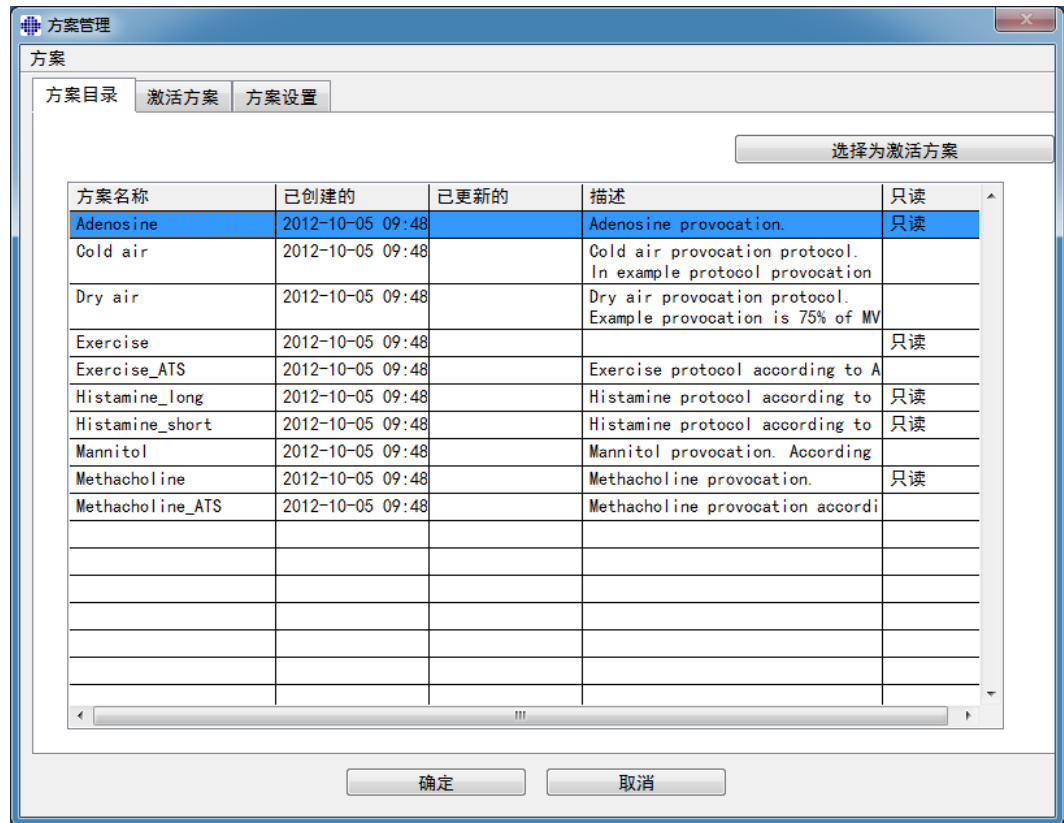 方案管理
方案
方案目录 激活方案 方案设置
选择为激活方案
方案名称 已创建的 已更新的 描述 只读
Adenosine 2012-10-05 09:48 Adenosine provocation. 只读
Cold air 2012-10-05 09:48 Cold air provocation protocol.
In example protocol provocation
Dry air 2012-10-05 09:48 Dry air provocation protocol.
Example provocation is 75% of MV
Exercise 2012-10-05 09:48 只读
Exercise_ATS 2012-10-05 09:48 Exercise protocol according to A
Histamine_long 2012-10-05 09:48 Histamine protocol according to 只读
Histamine_short 2012-10-05 09:48 Histamine protocol according to 只读
Mannitol 2012-10-05 09:48 Mannitol provocation. According
Methacholine 2012-10-05 09:48 Methacholine provocation. 只读
Methacholine_ATS 2012-10-05 09:48 Methacholine provocation accordi
确定 取消